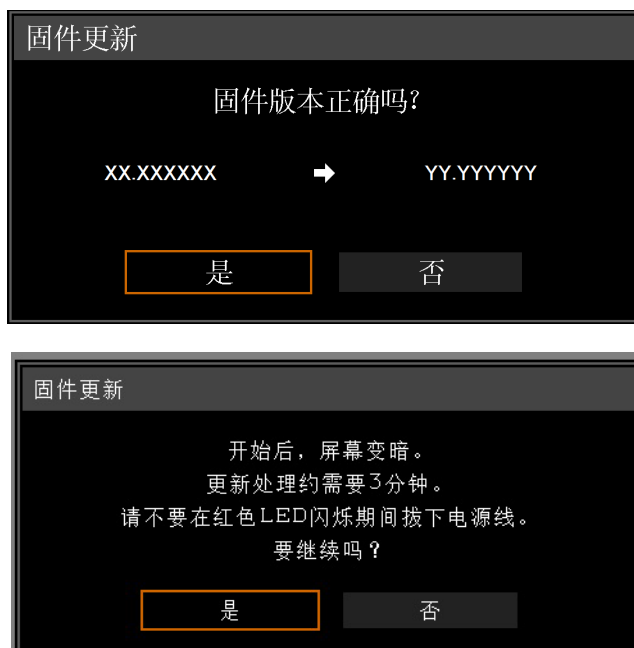 固件更新
固件版本正确吗?
XX.XXXXXX ➡ YY.YYYYYY
是 否
固件更新
开始后，屏幕变暗。
更新处理约需要3分钟。
请不要在红色LED闪烁期间拔下电源线。
要继续吗？
是 否